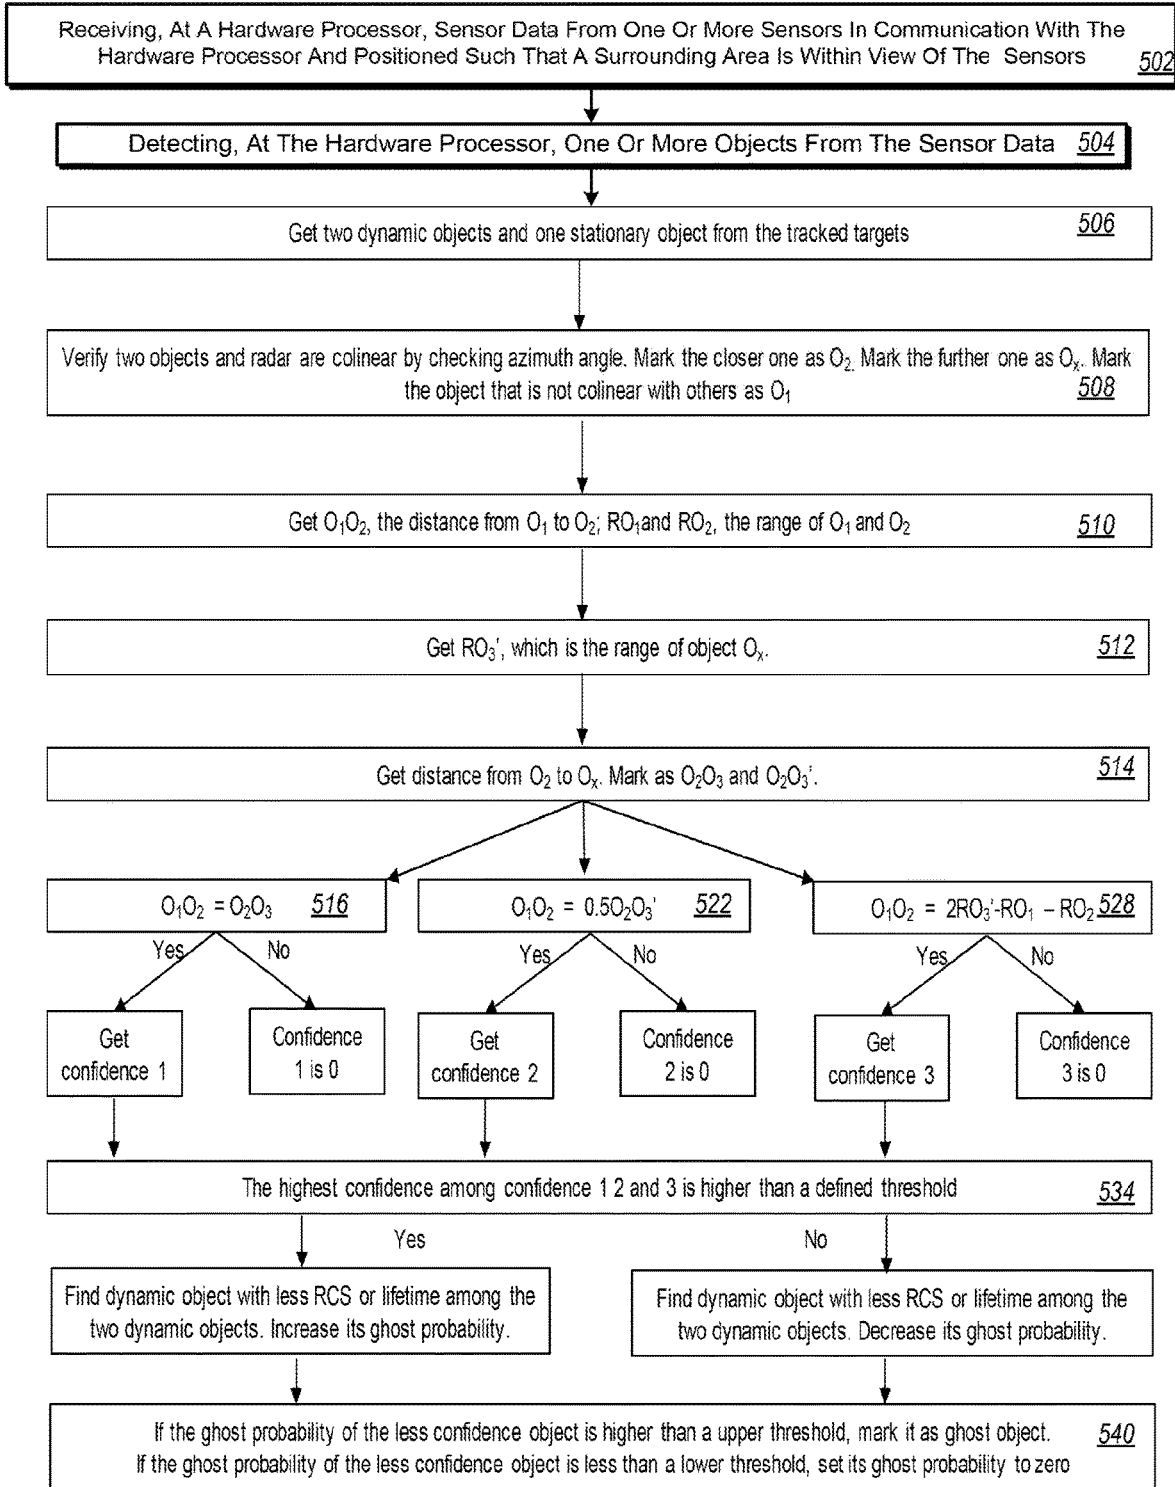 Receiving, At A Hardware Processor, Sensor Data From One Or More Sensors In Communication With The
Hardware Processor And Positioned Such That A Surrounding Area Is Within View Of The Sensors 502
Detecting, At The Hardware Processor, One Or More Objects From The Sensor Data 504
Get two dynamic objects and one stationary object from the tracked targets 506
Verify two objects and radar are colinear by checking azimuth angle. Mark the closer one as O₂. Mark the further one as Oₓ. Mark
the object that is not colinear with others as O₁ 508
Get O₁O₂, the distance from O₁ to O₂; RO₁and RO₂, the range of O₁ and O₂ 510
Get RO₃', which is the range of object Oₓ. 512
Get distance from O₂ to Oₓ. Mark as O₂O₃ and O₂O₃'. 514
O₁O₂ = O₂O₃ 516
O₁O₂ = 0.5O₂O₃' 522
O₁O₂ = 2RO₃'-RO₁ – RO₂ 528
Yes No Yes No Yes No
Get
confidence 1
Confidence
1 is 0
Get
confidence 2
Confidence
2 is 0
Get
confidence 3
Confidence
3 is 0
The highest confidence among confidence 1 2 and 3 is higher than a defined threshold 534
Yes No
Find dynamic object with less RCS or lifetime among the
two dynamic objects. Increase its ghost probability.
Find dynamic object with less RCS or lifetime among the
two dynamic objects. Decrease its ghost probability.
If the ghost probability of the less confidence object is higher than a upper threshold, mark it as ghost object. 540
If the ghost probability of the less confidence object is less than a lower threshold, set its ghost probability to zero